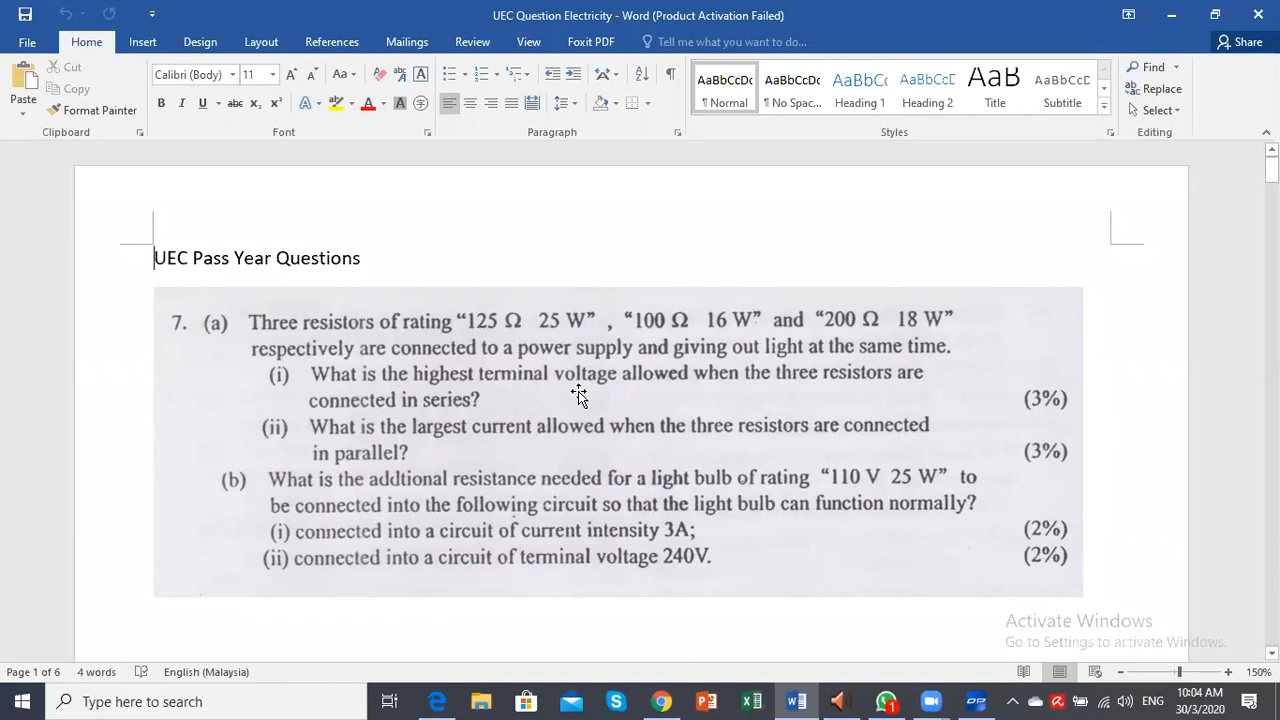 UEC Question Electricity - Word (Product Activation Failed)
File Home Insert Design Layout References Mailings Review View Foxit PDF Tell me what you want to do... Share
Cut
Copy
Paste
Format Painter
Clipboard
Calibri (Body) 11
Font
Paragraph
AaBbCcDc AaBbCcDc AaBbCc AaBbCcD AaB AaBbCcD
¶ Normal ¶ No Spac... Heading 1 Heading 2 Title Subtitle
Styles
Find
Replace
Select
Editing
UEC Pass Year Questions
7. (a) Three resistors of rating “125 Ω 25 W” , “100 Ω 16 W” and “200 Ω 18 W”
respectively are connected to a power supply and giving out light at the same time.
(i) What is the highest terminal voltage allowed when the three resistors are
connected in series? (3%)
(ii) What is the largest current allowed when the three resistors are connected
in parallel? (3%)
(b) What is the addtional resistance needed for a light bulb of rating “110 V 25 W” to
be connected into the following circuit so that the light bulb can function normally?
(i) connected into a circuit of current intensity 3A; (2%)
(ii) connected into a circuit of terminal voltage 240V. (2%)
Activate Windows
Go to Settings to activate Windows.
Page 1 of 6 4 words English (Malaysia) 150%
Type here to search
ENG
10:04 AM
30/3/2020